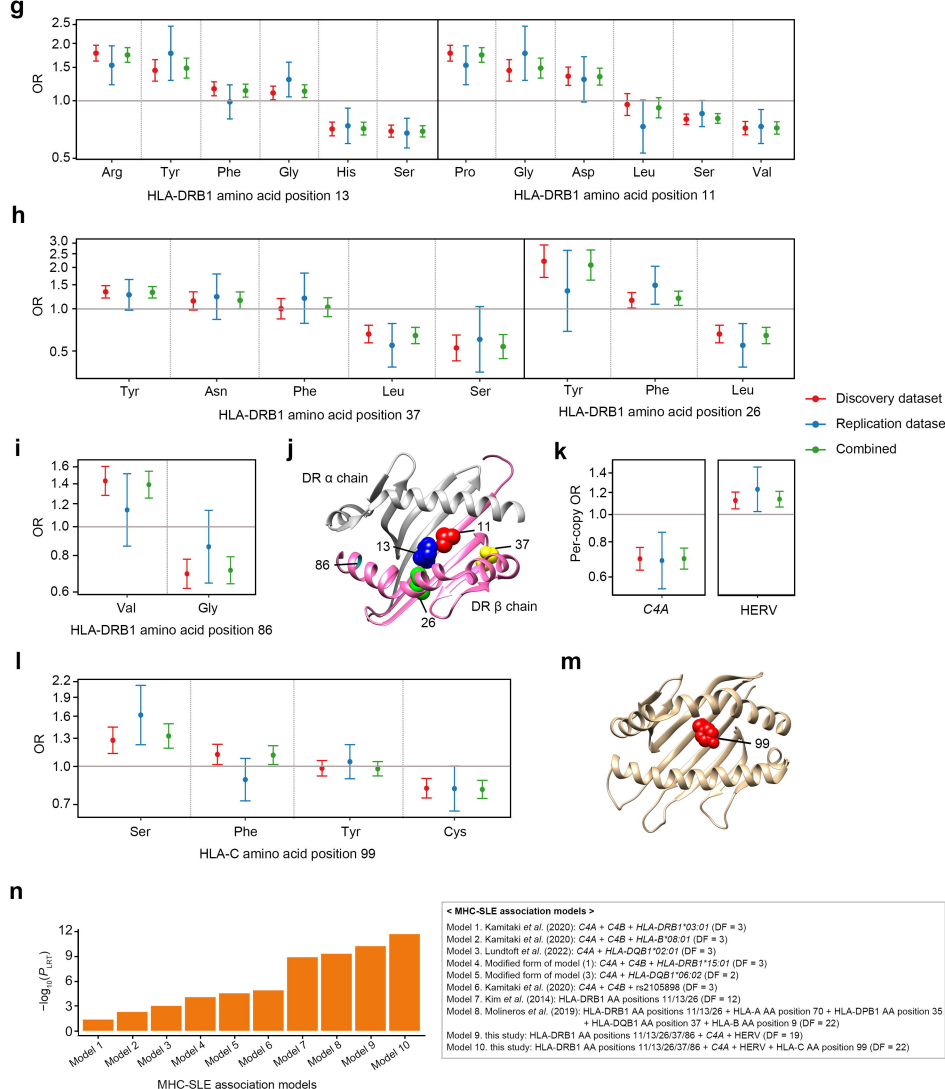 g
2.5
2.0
1.5
1.0
0.5
OR
Arg Tyr Phe Gly His Ser Pro Gly Asp Leu Ser Val
HLA-DRB1 amino acid position 13
HLA-DRB1 amino acid position 11
h
3.0
2.5
2.0
1.5
1.0
0.5
OR
Tyr Asn Phe Leu Ser Tyr Phe Leu
HLA-DRB1 amino acid position 37
HLA-DRB1 amino acid position 26
Discovery dataset
Replication datase
Combined
i
1.6
1.4
1.2
1.0
0.8
0.6
OR
Val Gly
HLA-DRB1 amino acid position 86
j
DR α chain
11
13
37
86
DR β chain
26
k
1.4
1.2
1.0
0.8
0.6
Per-copy OR
C4A HERV
l
2.2
1.9
1.6
1.3
1.0
0.7
OR
Ser Phe Tyr Cys
HLA-C amino acid position 99
m
99
n
12
9
6
3
0
−log10(PLRT)
Model 1 Model 2 Model 3 Model 4 Model 5 Model 6 Model 7 Model 8 Model 9 Model 10
MHC-SLE association models
< MHC-SLE association models >
Model 1. Kamitaki et al. (2020): C4A + C4B + HLA-DRB1*03:01 (DF = 3)
Model 2. Kamitaki et al. (2020): C4A + C4B + HLA-B*08:01 (DF = 3)
Model 3. Lundtoft et al. (2022): C4A + HLA-DQB1*02:01 (DF = 3)
Model 4. Modified form of model (1): C4A + C4B + HLA-DRB1*15:01 (DF = 3)
Model 5. Modified form of model (3): C4A + HLA-DQB1*06:02 (DF = 2)
Model 6. Kamitaki et al. (2020): C4A + C4B + rs2105898 (DF = 3)
Model 7. Kim et al. (2014): HLA-DRB1 AA positions 11/13/26 (DF = 12)
Model 8. Molineros et al. (2019): HLA-DRB1 AA positions 11/13/26 + HLA-A AA position 70 + HLA-DPB1 AA position 35
+ HLA-DQB1 AA position 37 + HLA-B AA position 9 (DF = 22)
Model 9. this study: HLA-DRB1 AA positions 11/13/26/37/86 + C4A + HERV (DF = 19)
Model 10. this study: HLA-DRB1 AA positions 11/13/26/37/86 + C4A + HERV + HLA-C AA position 99 (DF = 22)